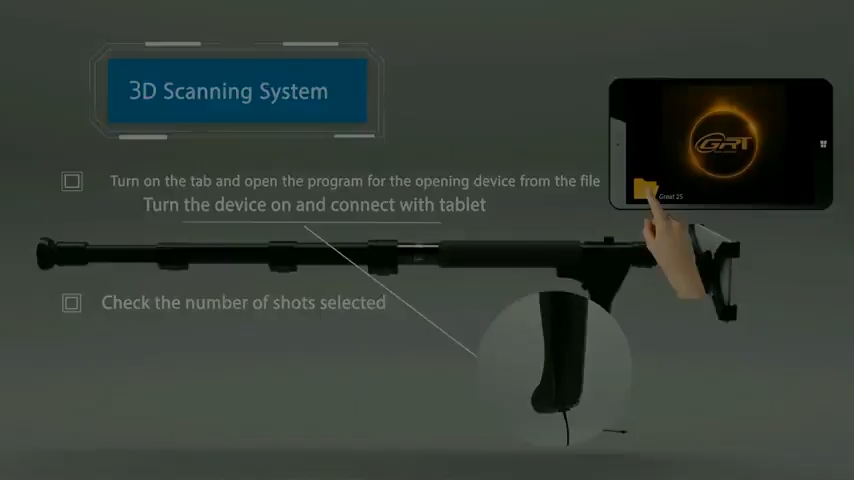 3D Scanning System
Turn on the tab and open the program for the opening device from the file
Turn the device on and connect with tablet
Check the number of shots selected
GRT
Great 25